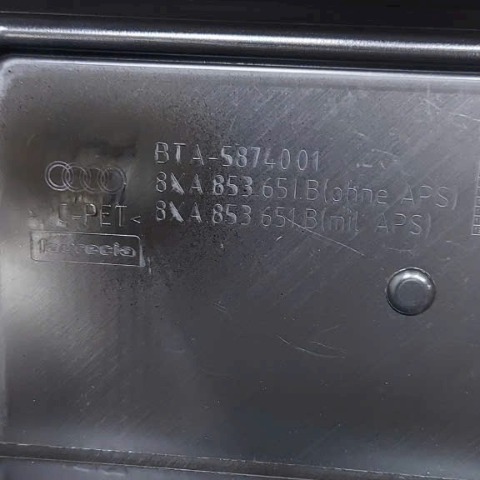 BTA-5874001
8XA 853 651.B(ohne APS)
C-PET< 8XA 853 651.B(mit APS)
faurecia